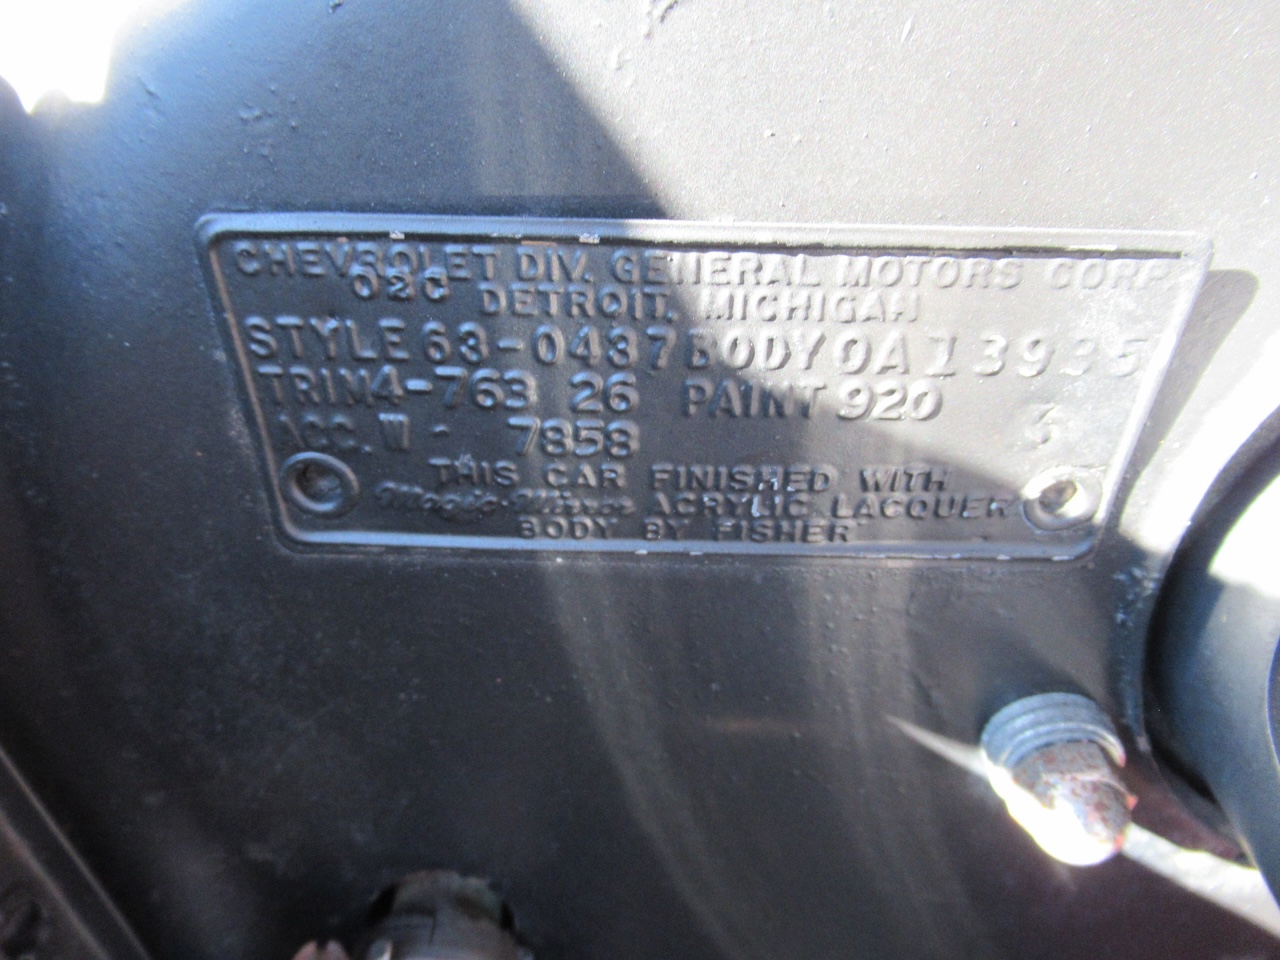 CHEVROLET DIV. GENERAL MOTORS CORP.
02C DETROIT, MICHIGAN
STYLE 63-0437 BODY OA 13935
TRIM 4-763 26 PAINT 920
ACC. W - 7858
THIS CAR FINISHED WITH
Magic-Mirror ACRYLIC LACQUER
BODY BY FISHER